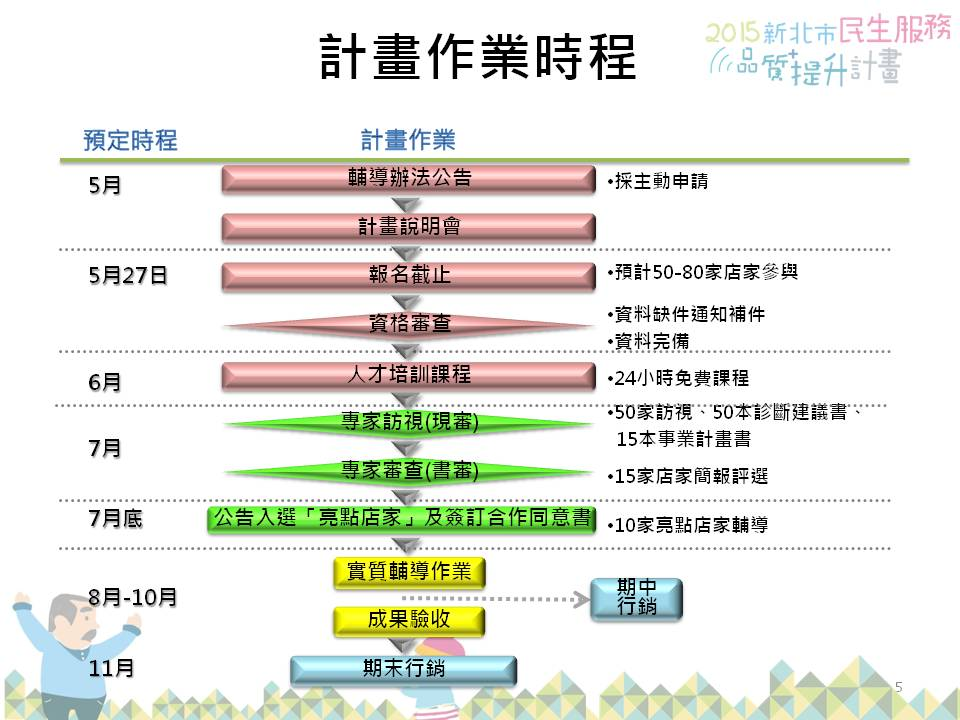 計畫作業時程
2015新北市民生服務
品質+提升計畫
預定時程
計畫作業
5月
輔導辦法公告
•採主動申請
計畫說明會
5月27日
報名截止
•預計50-80家店家參與
資格審查
•資料缺件通知補件
•資料完備
6月
人才培訓課程
•24小時免費課程
7月
專家訪視(現審)
•50家訪視、50本診斷建議書、
15本事業計畫書
專家審查(書審)
•15家店家簡報評選
7月底
公告入選「亮點店家」及簽訂合作同意書
•10家亮點店家輔導
8月-10月
實質輔導作業
期中
行銷
成果驗收
11月
期末行銷
5